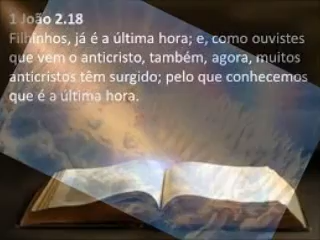 1 João 2.18
Filhinhos, já é a última hora; e, como ouvistes
que vem o anticristo, também, agora, muitos
anticristos têm surgido; pelo que conhecemos
que é a última hora.